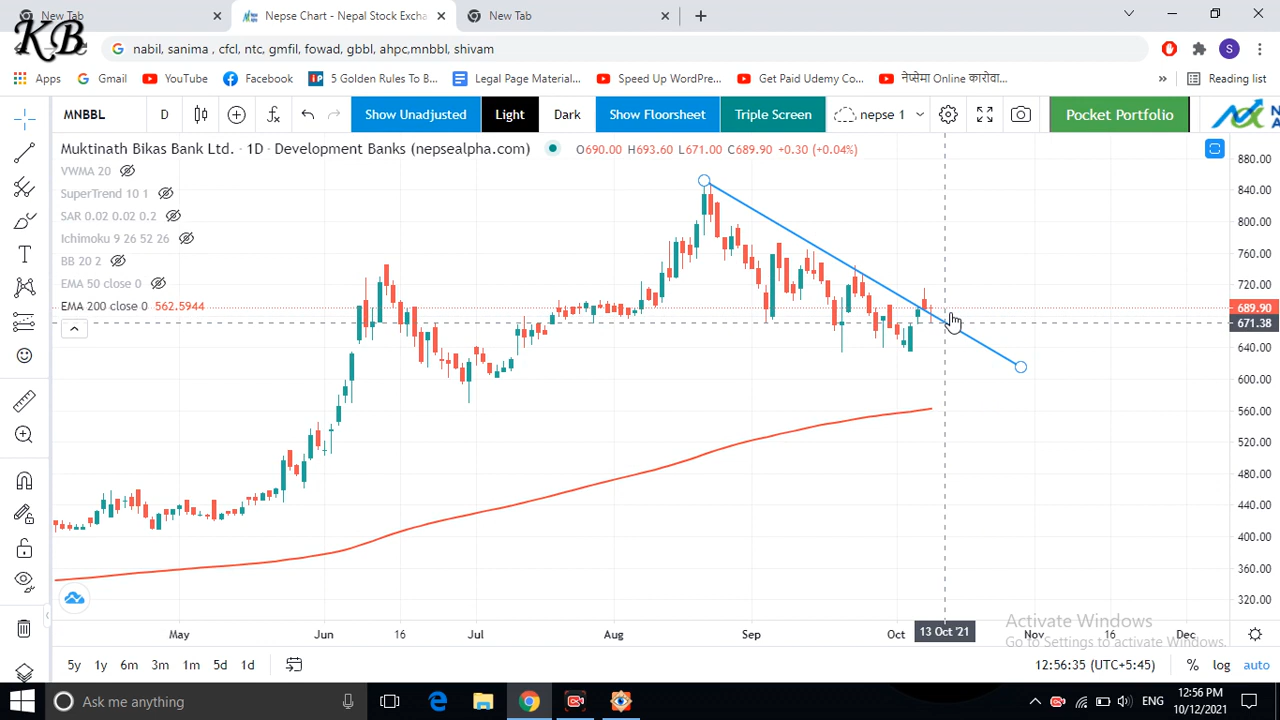 New Tab
Nepse Chart - Nepal Stock Excha
New Tab
KB
nabil, sanima , cfcl, ntc, gmfil, fowad, gbbl, ahpc,mnbbl, shivam
S
Apps
Gmail
YouTube
Facebook
5 Golden Rules To B...
Legal Page Material...
Speed Up WordPre...
Get Paid Udemy Co...
नेप्सेमा Online कारोवा...
»
Reading list
MNBBL
D
Show Unadjusted
Light
Dark
Show Floorsheet
Triple Screen
nepse 1
Pocket Portfolio
Muktinath Bikas Bank Ltd. · 1D · Development Banks (nepsealpha.com)
O690.00 H693.60 L671.00 C689.90 +0.30 (+0.04%)
VWMA 20
SuperTrend 10 1
SAR 0.02 0.02 0.2
Ichimoku 9 26 52 26
BB 20 2
EMA 50 close 0
EMA 200 close 0 562.5944
880.00
840.00
800.00
760.00
720.00
689.90
671.38
640.00
600.00
560.00
520.00
480.00
440.00
400.00
360.00
320.00
May
Jun
16
Jul
Aug
Sep
Oct
13 Oct '21
Nov
16
Dec
Activate Windows
Go to Settings to activate Windows.
5y
1y
6m
3m
1m
5d
1d
12:56:35 (UTC+5:45)
%
log
auto
Ask me anything
ENG
12:56 PM
10/12/2021